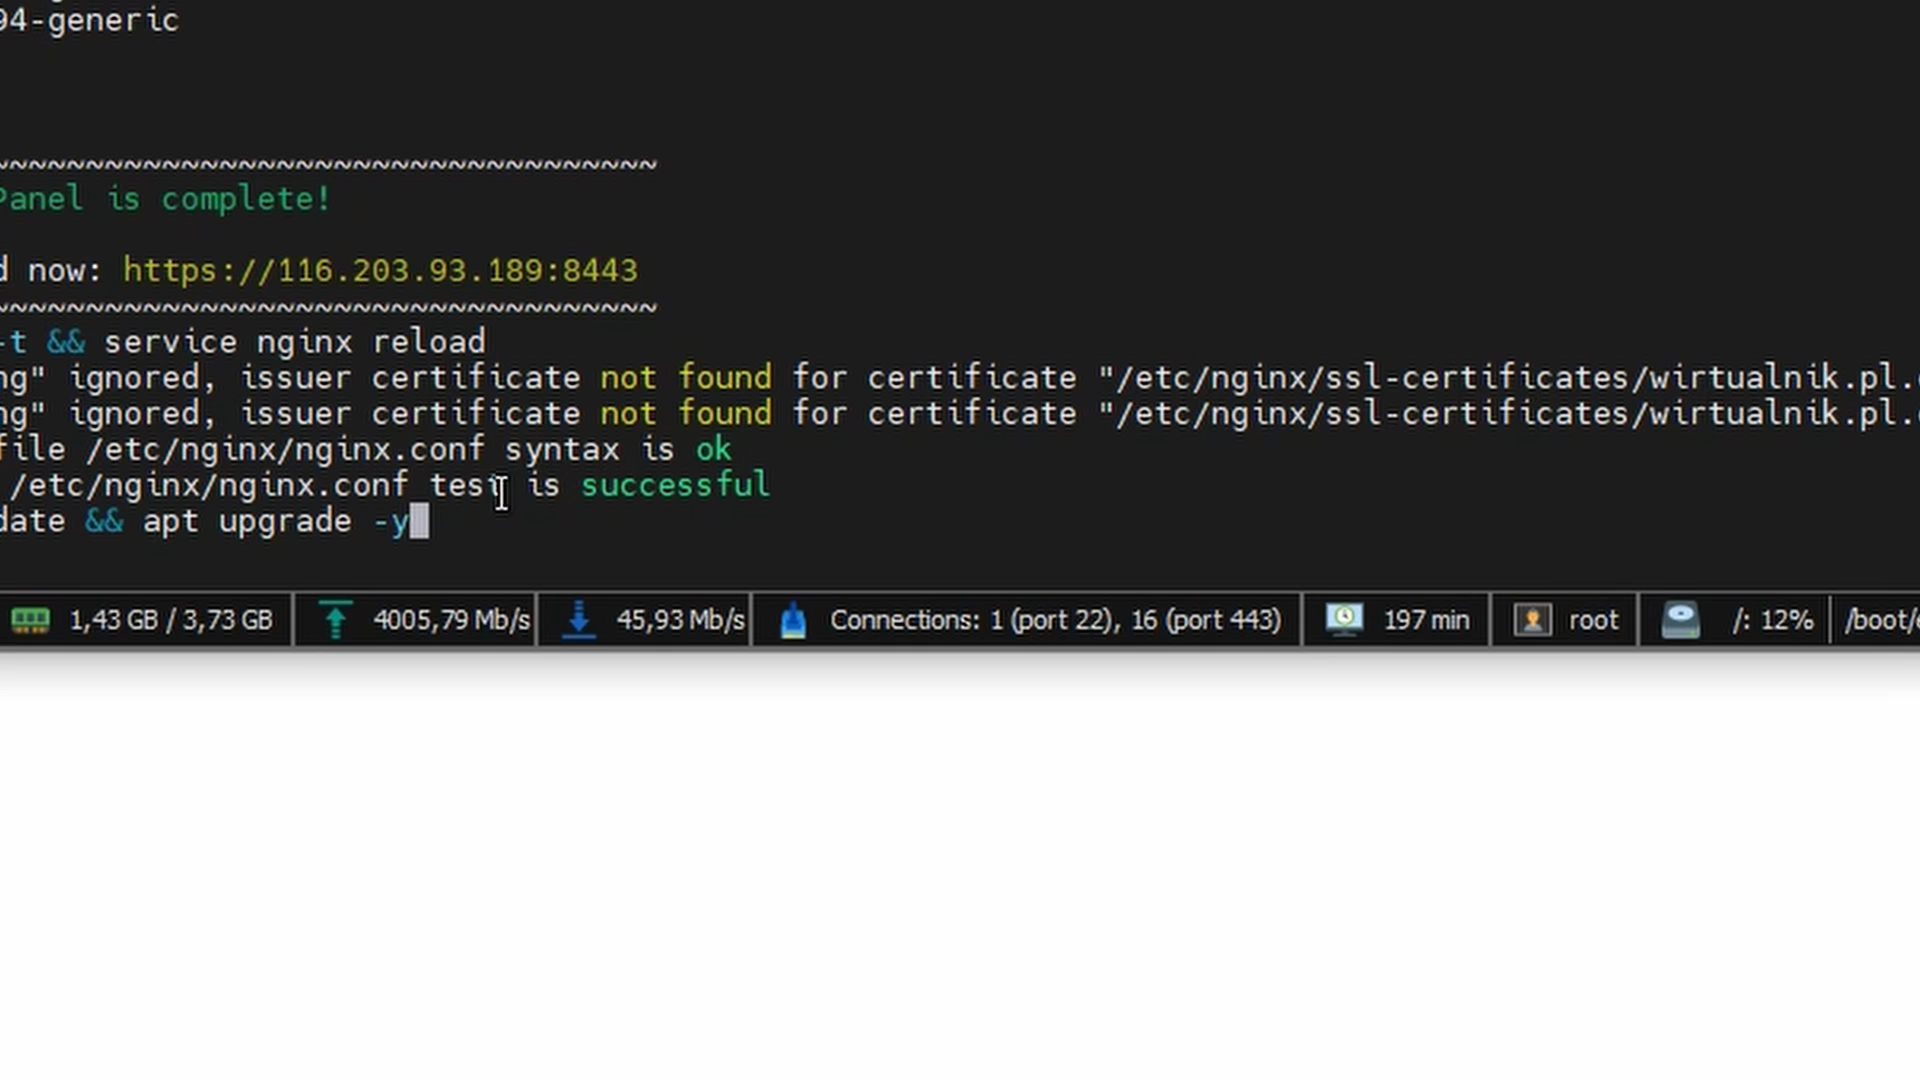 94-generic
~~~~~~~~~~~~~~~~~~~~~~~~~~~~~~~~~~~
Panel is complete!
d now: https://116.203.93.189:8443
~~~~~~~~~~~~~~~~~~~~~~~~~~~~~~~~~~~
-t && service nginx reload
ng" ignored, issuer certificate not found for certificate "/etc/nginx/ssl-certificates/wirtualnik.pl.
ng" ignored, issuer certificate not found for certificate "/etc/nginx/ssl-certificates/wirtualnik.pl.
file /etc/nginx/nginx.conf syntax is ok
/etc/nginx/nginx.conf test is successful
date && apt upgrade -y
1,43 GB / 3,73 GB 4005,79 Mb/s 45,93 Mb/s Connections: 1 (port 22), 16 (port 443) 197 min root /: 12% /boot/e